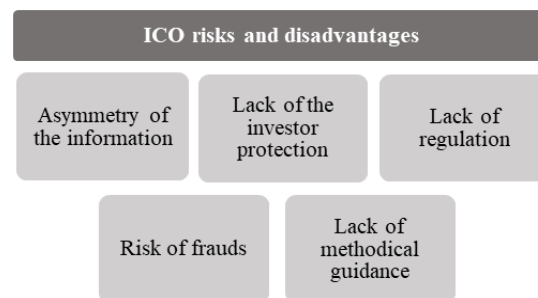 ICO risks and disadvantages
Asymmetry of
the information
Lack of the
investor
protection
Lack of
regulation
Risk of frauds
Lack of
methodical
guidance